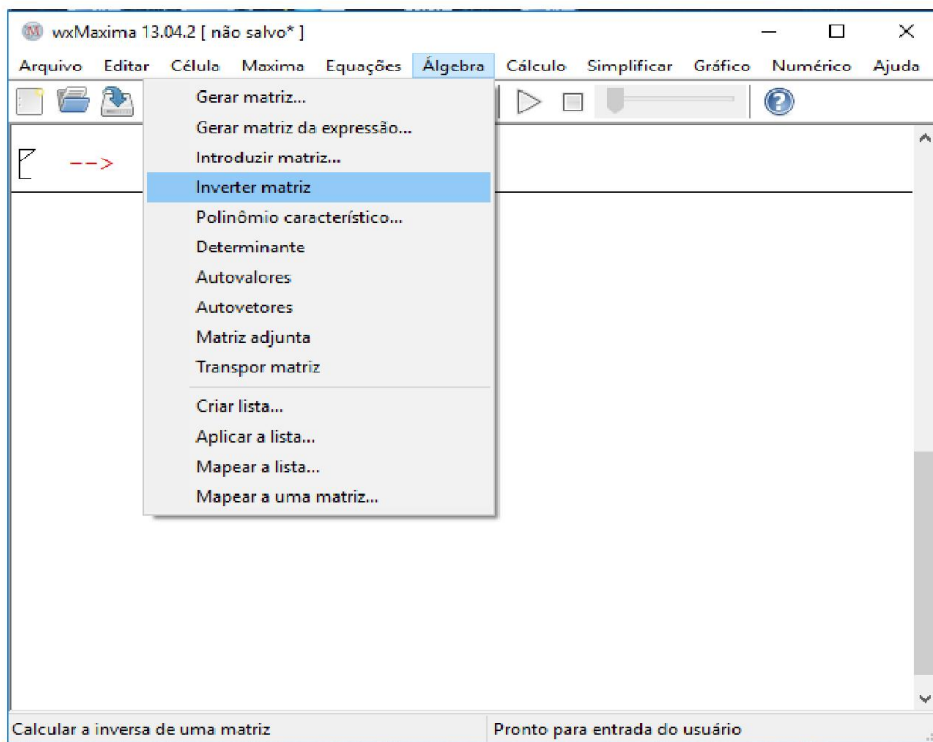 wxMaxima 13.04.2 [ não salvo* ]
Arquivo Editar Célula Maxima Equações Álgebra Cálculo Simplificar Gráfico Numérico Ajuda
Gerar matriz...
Gerar matriz da expressão...
-->
Introduzir matriz...
Inverter matriz
Polinômio característico...
Determinante
Autovalores
Autovetores
Matriz adjunta
Transpor matriz
Criar lista...
Aplicar a lista...
Mapear a lista...
Mapear a uma matriz...
Calcular a inversa de uma matriz
Pronto para entrada do usuário